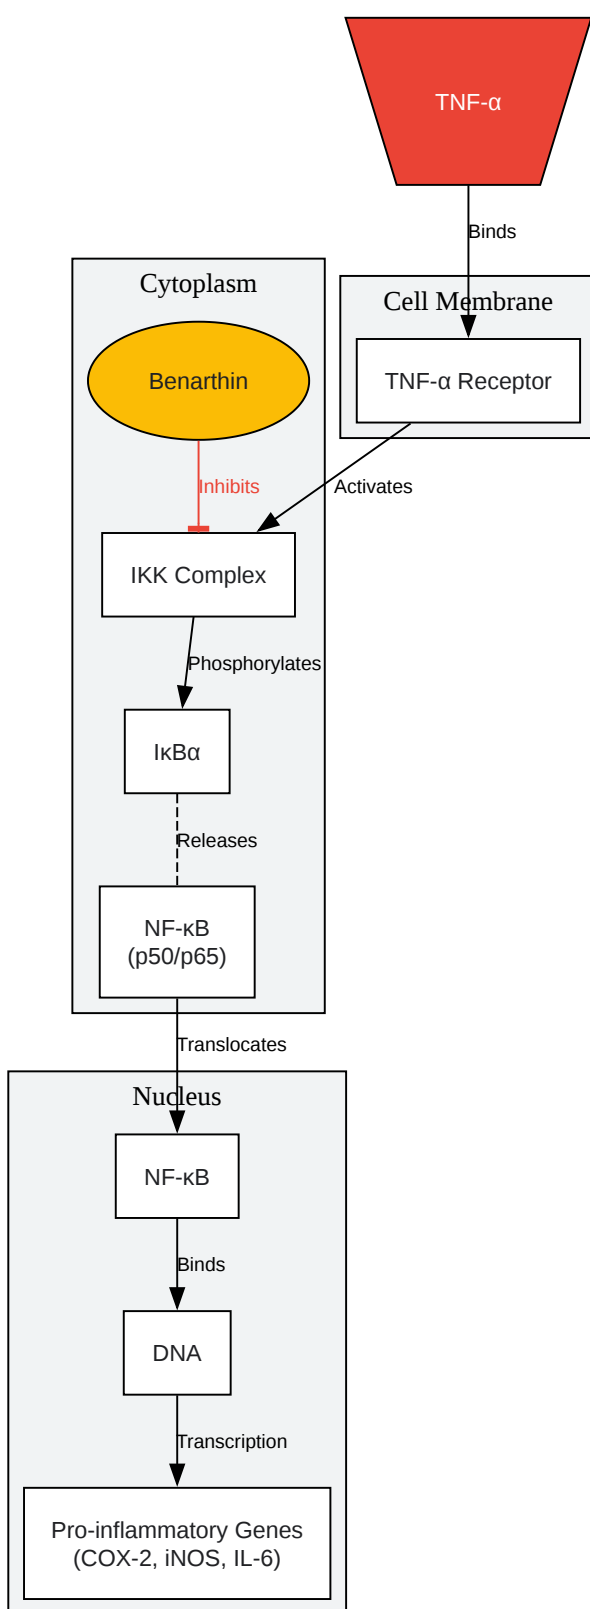 TNF-α
Binds
Cytoplasm
Cell Membrane
Benarthin
TNF-α Receptor
Inhibits
Activates
IKK Complex
Phosphorylates
IκBα
Releases
NF-κB
(p50/p65)
Translocates
Nucleus
NF-κB
Binds
DNA
Transcription
Pro-inflammatory Genes
(COX-2, iNOS, IL-6)